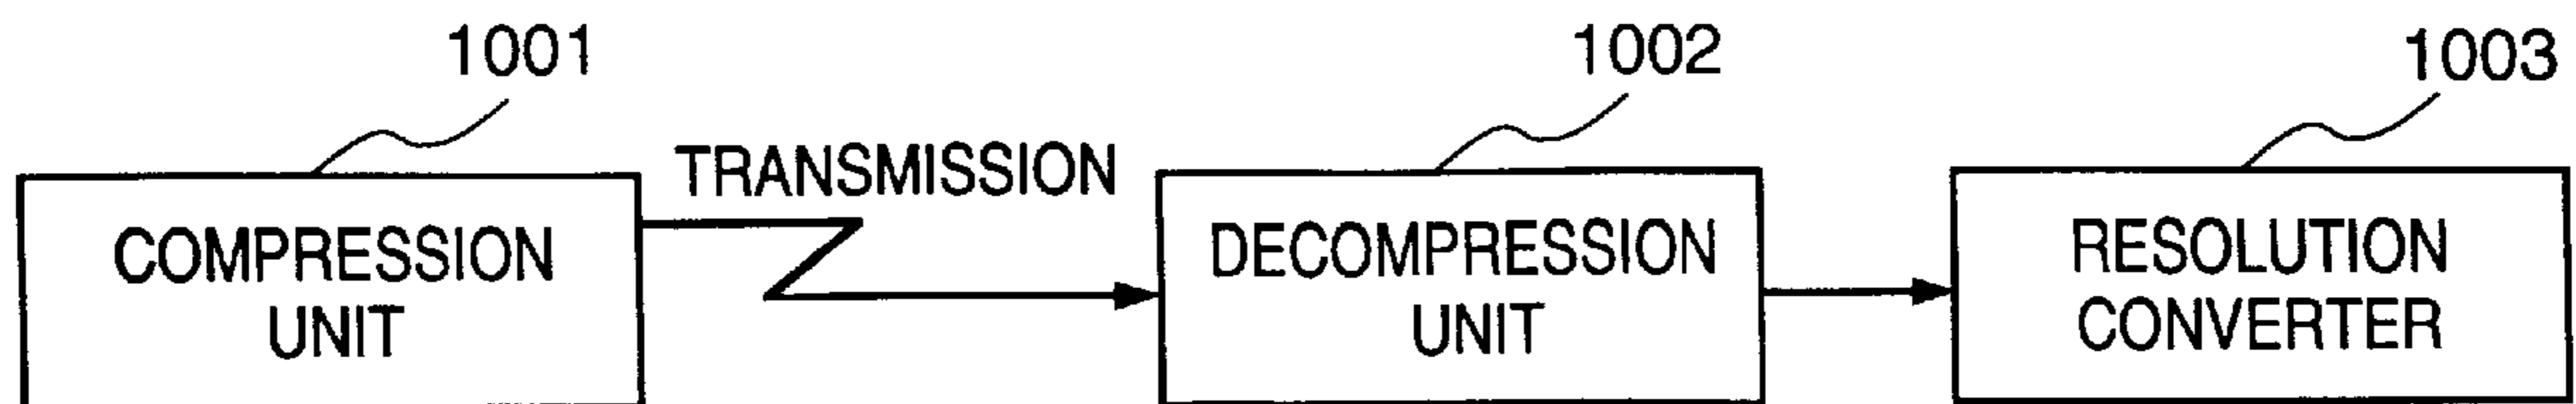 1001
1002
1003
TRANSMISSION
COMPRESSION
UNIT
DECOMPRESSION
UNIT
RESOLUTION
CONVERTER